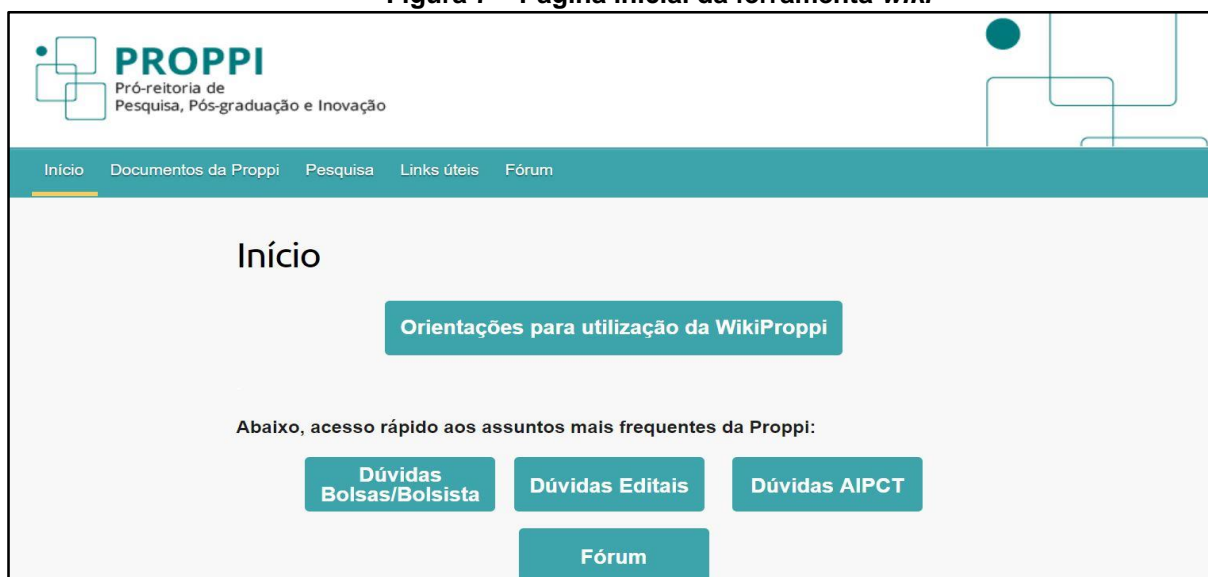 Figura 7 – Página inicial da ferramenta wiki
PROPPI
Pró-reitoria de
Pesquisa, Pós-graduação e Inovação
Início Documentos da Proppi Pesquisa Links úteis Fórum
Início
Orientações para utilização da WikiProppi
Abaixo, acesso rápido aos assuntos mais frequentes da Proppi:
Dúvidas
Bolsas/Bolsista
Dúvidas Editais
Dúvidas AIPCT
Fórum